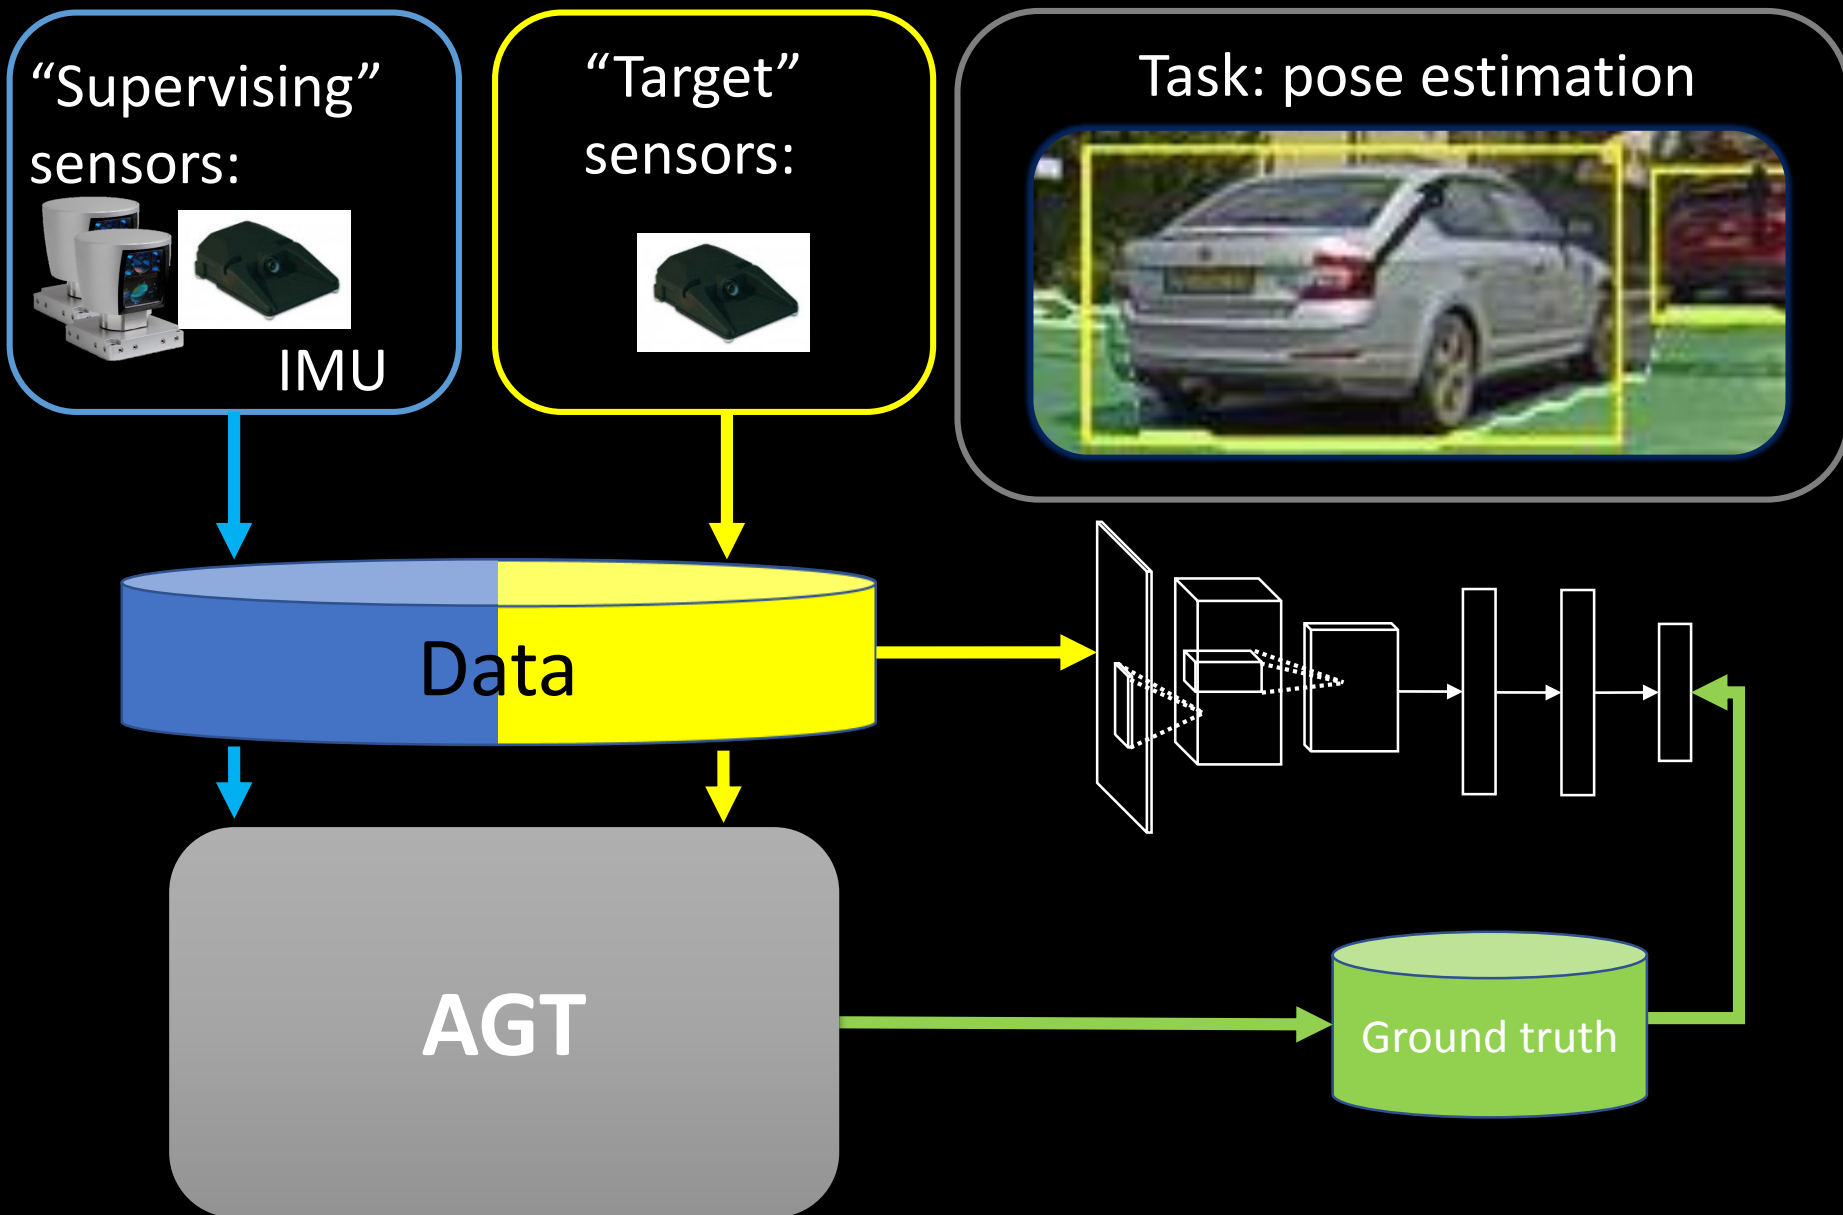 “Supervising”
sensors:
IMU
“Target”
sensors:
Task: pose estimation
Data
AGT
Ground truth